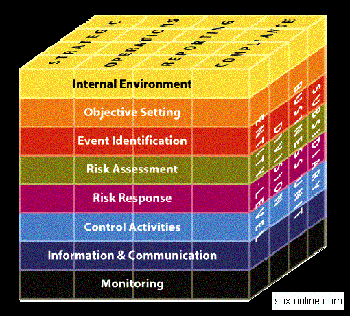 STRATEGIC
OPERATIONS
REPORTING
COMPLIANCE
Internal Environment
Objective Setting
Event Identification
Risk Assessment
Risk Response
Control Activities
Information & Communication
Monitoring
ENTITY LEVEL
DIVISION
BUSINESS UNIT
SUBSIDIARY